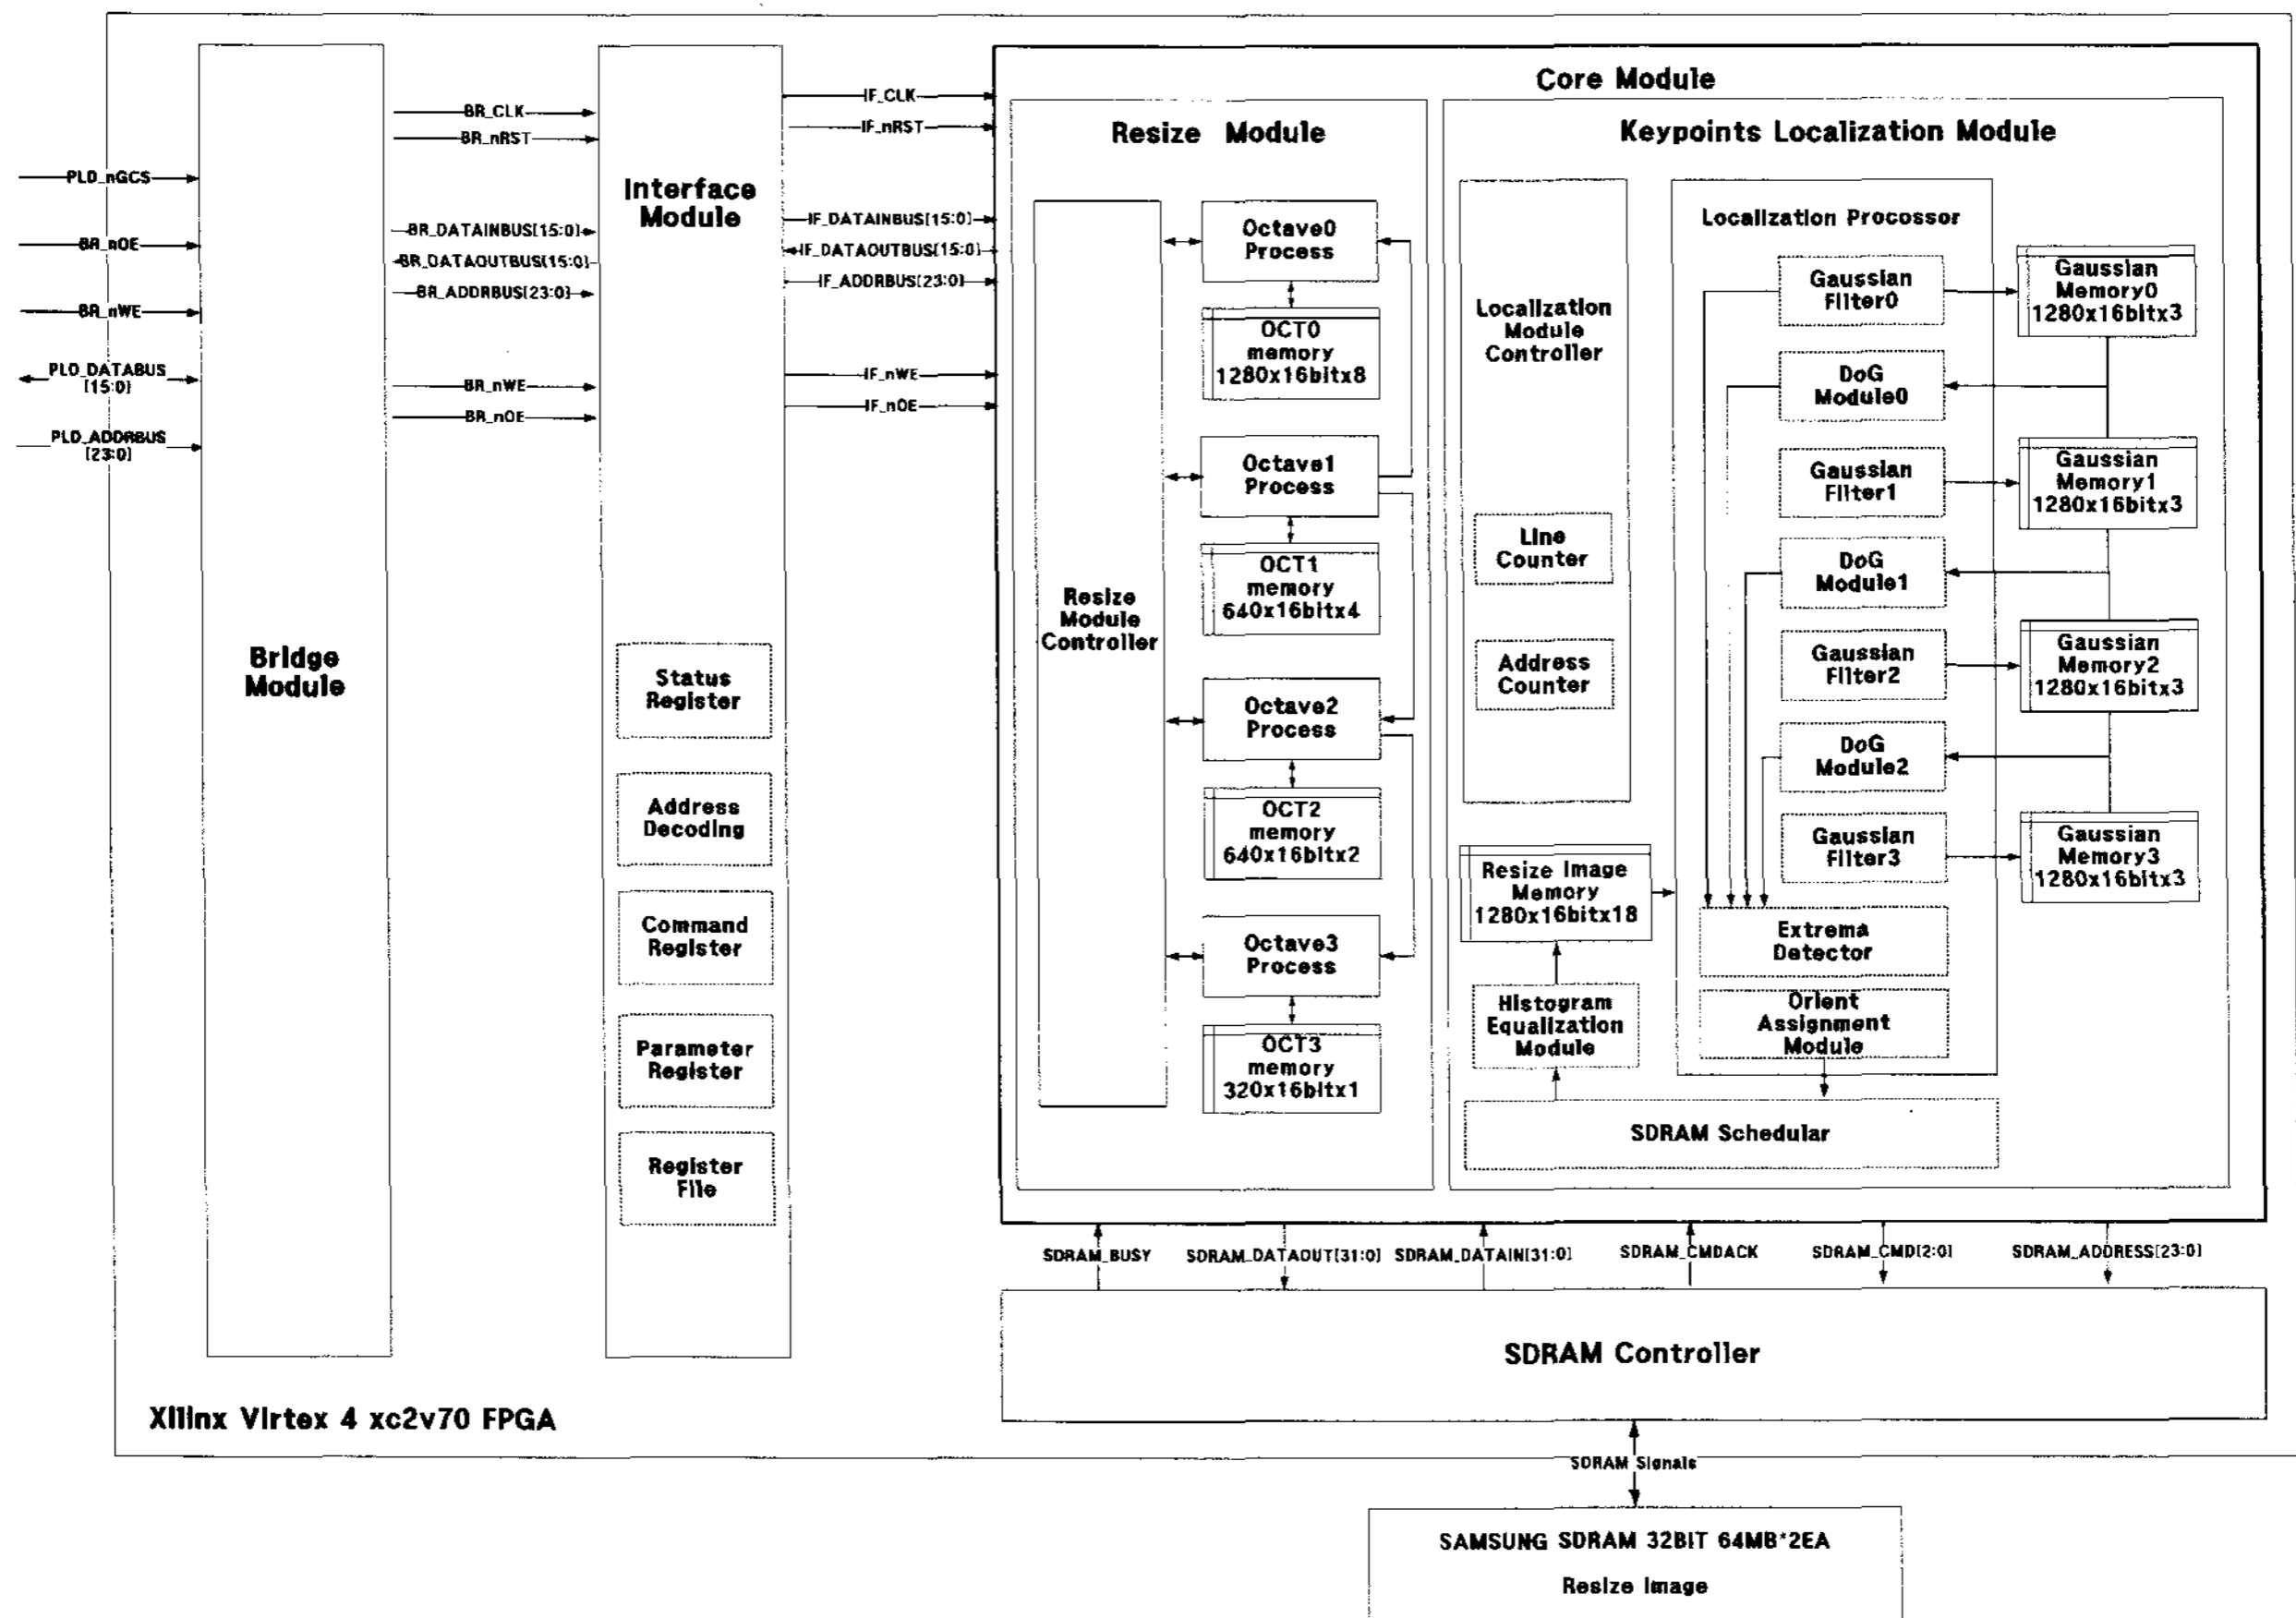 PLD_nGCS
BR_nOE
BR_nWE
PLD_DATABUS
[15:0]
PLD_ADDRBUS
[23:0]
Bridge
Module
BR_CLK
BR_nRST
BR_DATAINBUS[15:0]
BR_DATAOUTBUS[15:0]
BR_ADDRBUS[23:0]
BR_nWE
BR_nOE
Interface
Module
Status
Register
Address
Decoding
Command
Register
Parameter
Register
Register
File
IF_CLK
IF_nRST
IF_DATAINBUS[15:0]
IF_DATAOUTBUS[15:0]
IF_ADDRBUS[23:0]
IF_nWE
IF_nOE
Core Module
Resize Module
Resize
Module
Controller
Octave0
Process
OCT0
memory
1280x16bitx8
Octave1
Process
OCT1
memory
640x16bitx4
Octave2
Process
OCT2
memory
640x16bitx2
Octave3
Process
OCT3
memory
320x16bitx1
Keypoints Localization Module
Localization
Module
Controller
Line
Counter
Address
Counter
Resize Image
Memory
1280x16bitx18
Histogram
Equalization
Module
Localization Procossor
Gaussian
Filter0
DoG
Module0
Gaussian
Filter1
DoG
Module1
Gaussian
Filter2
DoG
Module2
Gaussian
Filter3
Extrema
Detector
Orient
Assignment
Module
Gaussian
Memory0
1280x16bitx3
Gaussian
Memory1
1280x16bitx3
Gaussian
Memory2
1280x16bitx3
Gaussian
Memory3
1280x16bitx3
SDRAM Schedular
SDRAM_BUSY
SDRAM_DATAOUT[31:0]
SDRAM_DATAIN[31:0]
SDRAM_CMDACK
SDRAM_CMD[2:0]
SDRAM_ADDRESS[23:0]
SDRAM Controller
Xilinx Virtex 4 xc2v70 FPGA
SDRAM Signals
SAMSUNG SDRAM 32BIT 64MB*2EA
Resize Image